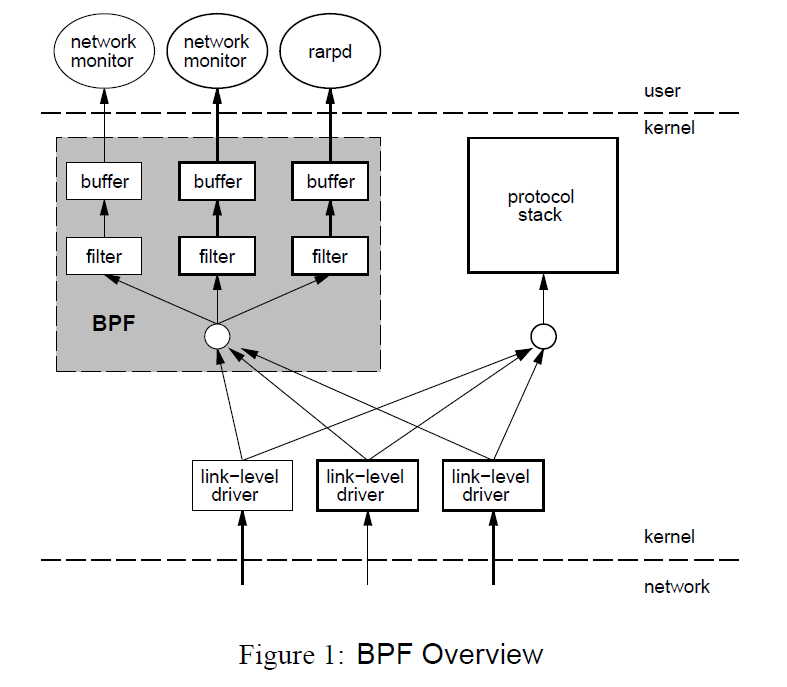 network
monitor
network
monitor
rarpd
user
kernel
buffer
buffer
buffer
protocol
stack
filter
filter
filter
BPF
link−level
driver
link−level
driver
link−level
driver
kernel
network
Figure 1: BPF Overview